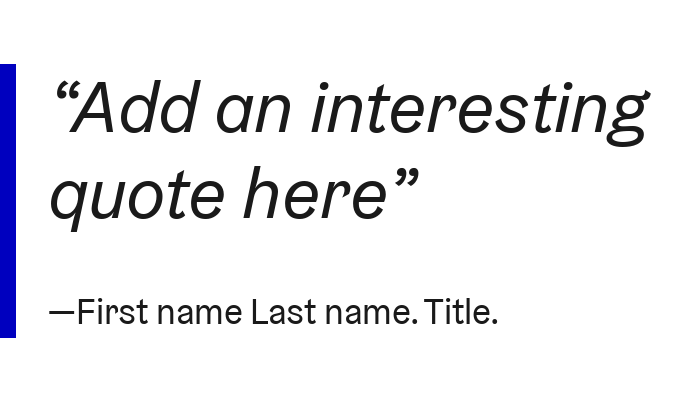 “Add an interesting
quote here”
—First name Last name. Title.